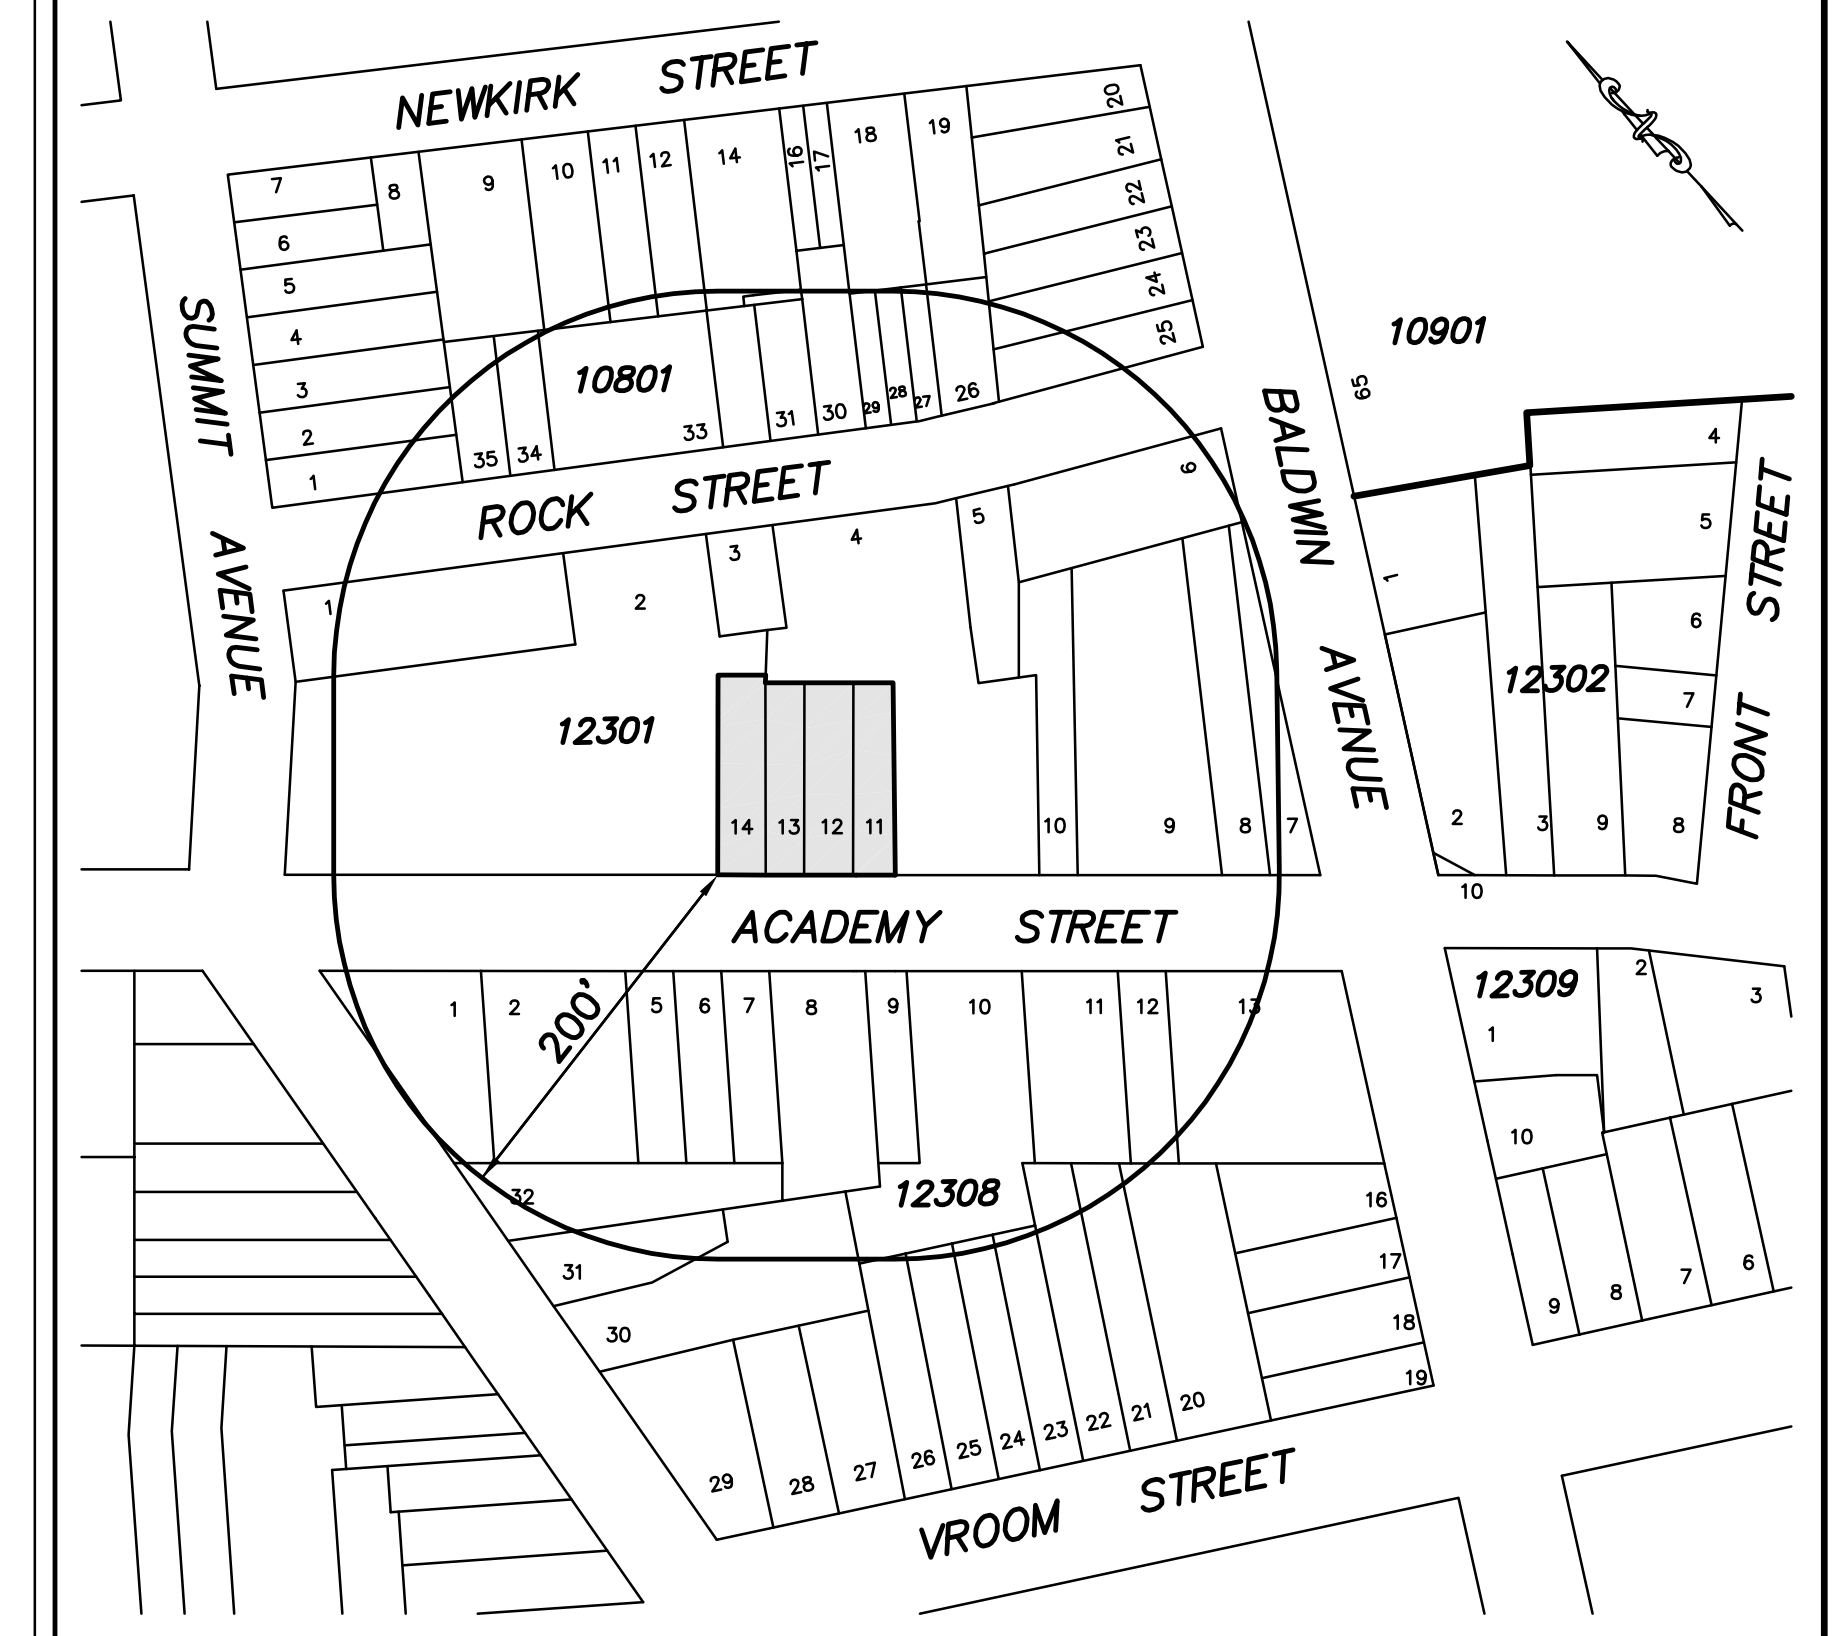 NEWKIRK STREET
20
7 8 9 10 11 12 14 16 17 18 19
21
6
22
5
23
4
24
3
25
2
1
10801
35 34 33 31 30 29 28 27 26
SUMMIT AVENUE
ROCK STREET
BALDWIN AVENUE
10901
65
FRONT STREET
1 2 3 4 5 6
12301
14 13 12 11 10 9 8 7
4
5
1
6
12302
7
2 3 9 8
10
ACADEMY STREET
200'
1 2 5 6 7 8 9 10 11 12 13
12309
1 2 3
10
9 8 7 6
32
12308
16
31
17
30
18
19
29 28 27 26 25 24 23 22 21 20
VROOM STREET